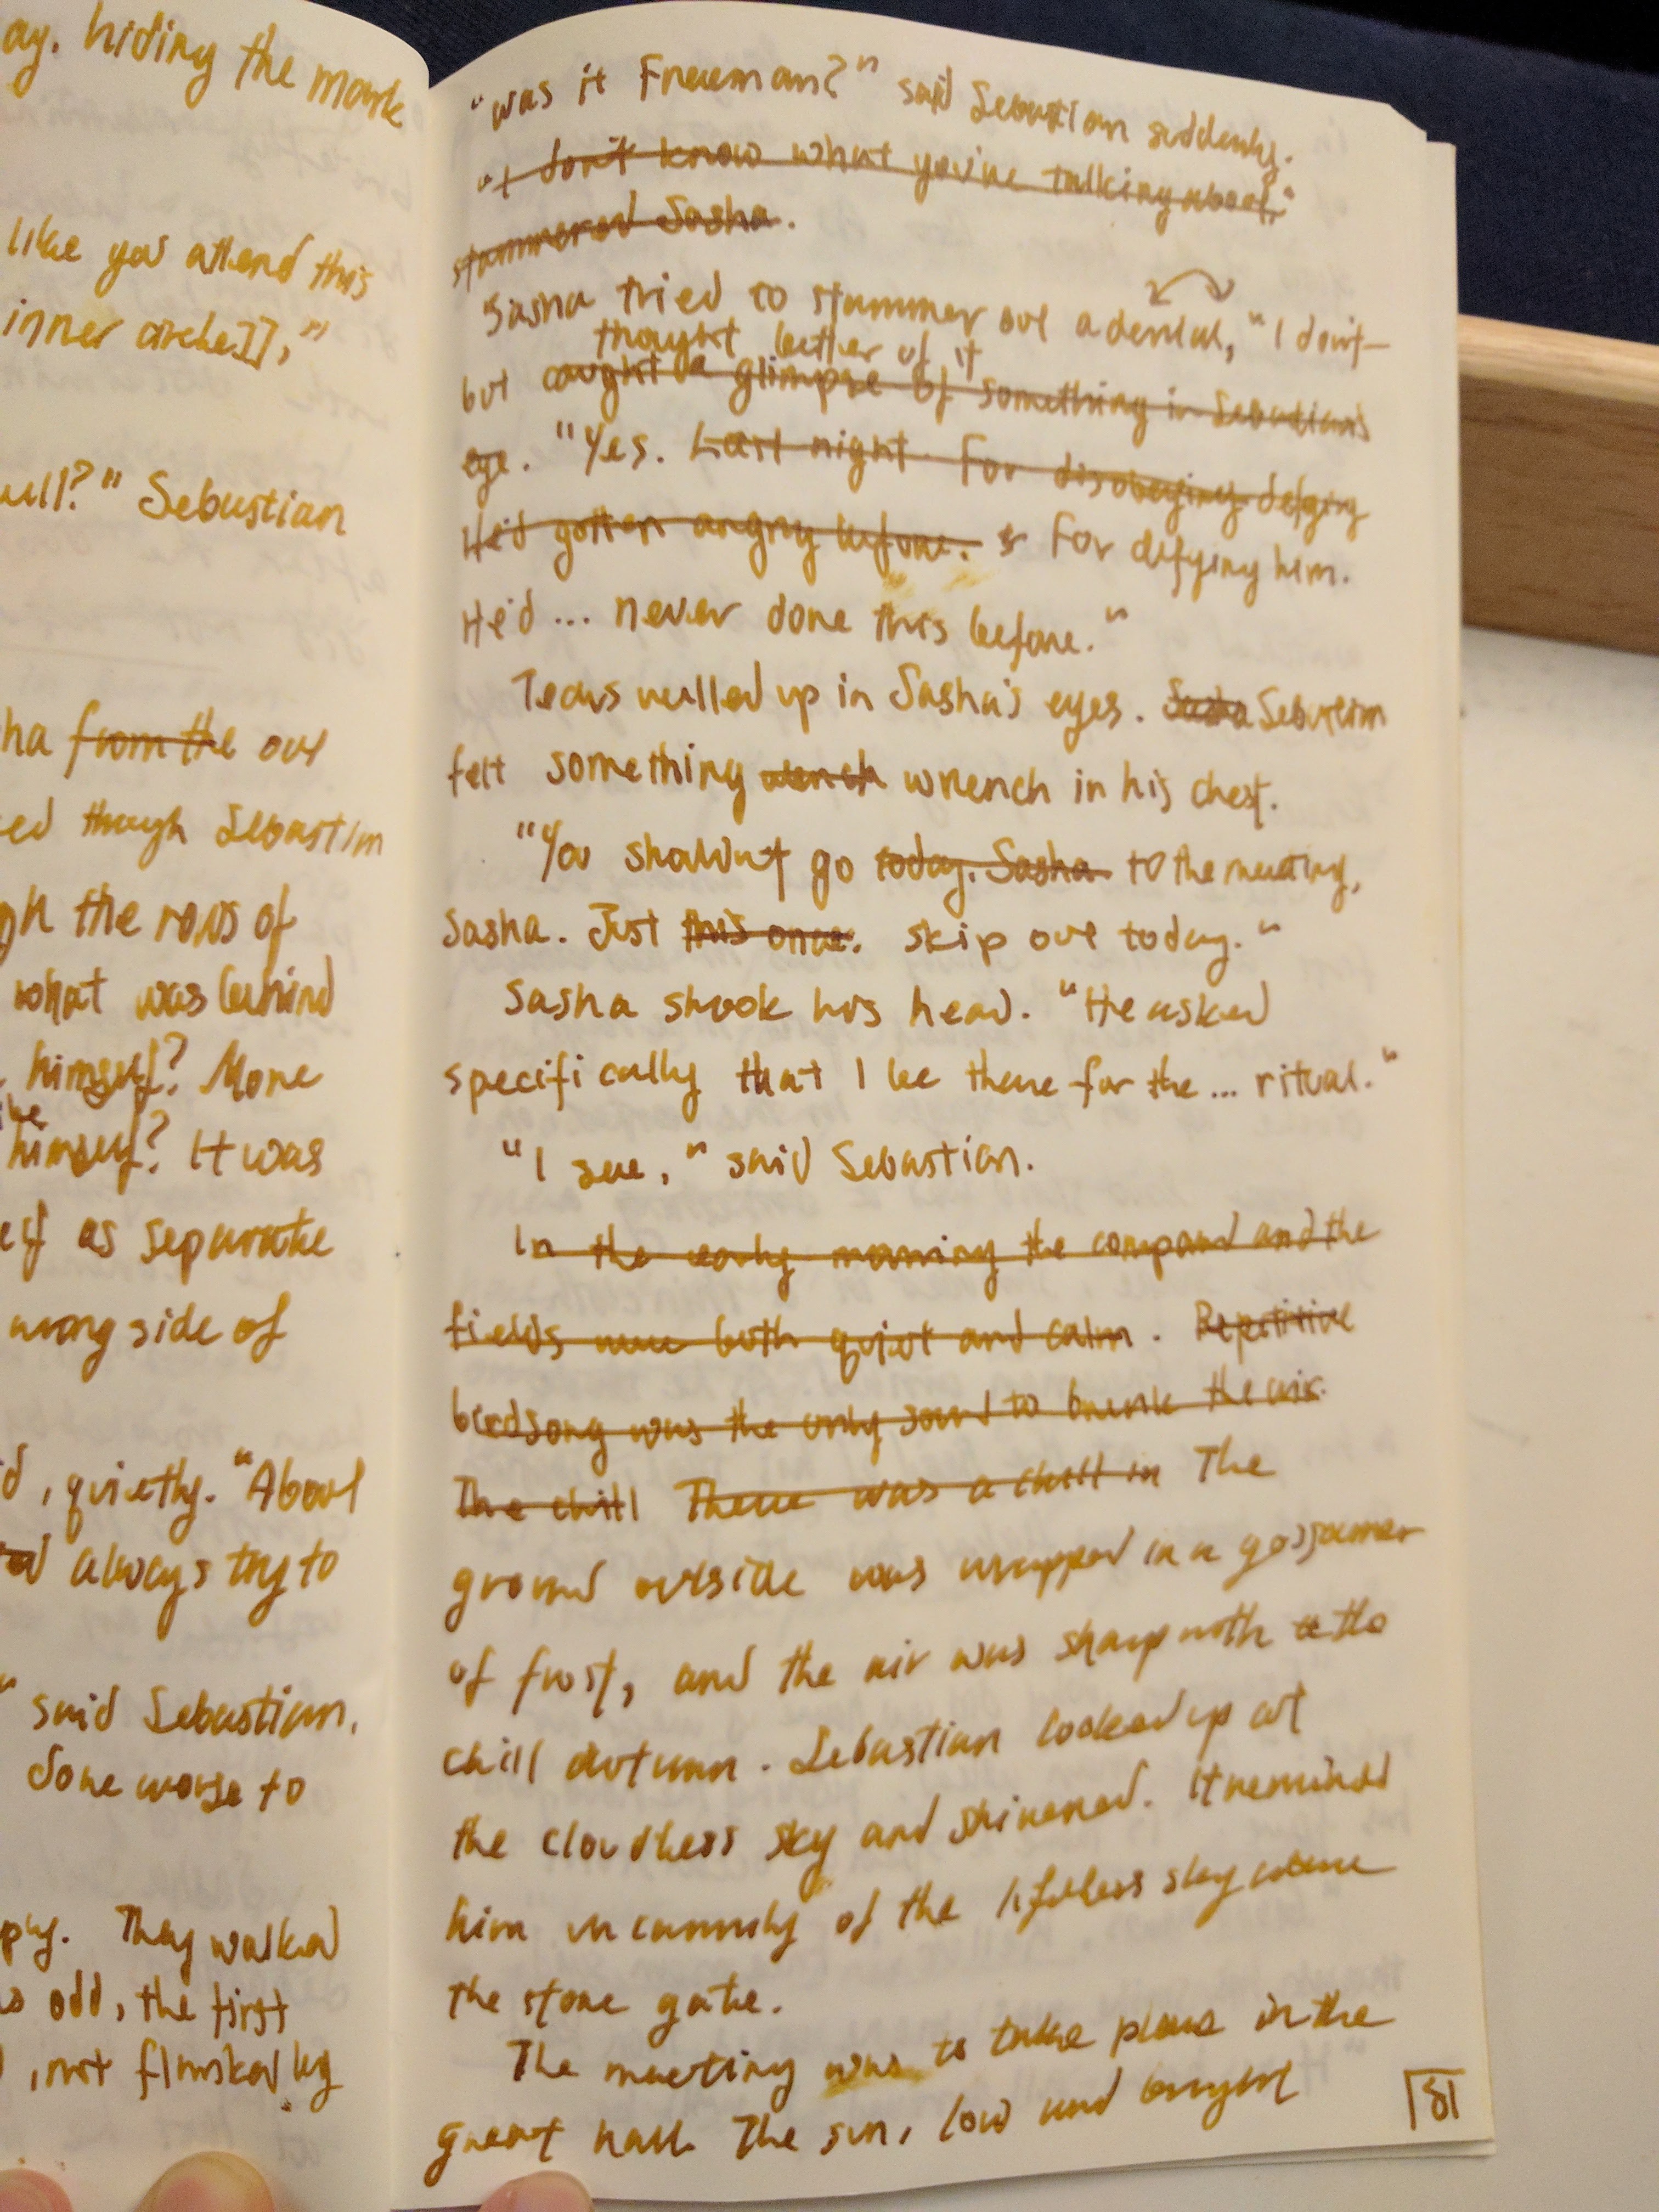 ay. hiding the mark
like you attend this
inner circle]],"
ell?" Sebastian
ha from the out
ed though Sebastian
gh the rows of
what was behind
himself? More
like
himself? It was
elf as separate
wrong side of
d, quietly. "About
always try to
" said Sebastian.
done worse to
py. They walked
s odd, the first
, not flanked by
"Was it Freeman?" said Sebastian suddenly.
"I don't know what you're talking about,"
stammered Sasha.
Sasha tried to stammer out a denial, "I don't—
thought better of it
but caught a glimpse of something in Sebastian's
eye. "Yes. Last night. For disobeying defying
He'd gotten angry before. For defying him.
He'd... never done this before."
Tears welled up in Sasha's eyes. Sasha Sebastian
felt something wench wrench in his chest.
"You shouldn't go today, Sasha to the meeting,
Sasha. Just this once. skip out today."
Sasha shook his head. "He asked
specifically that I be there for the... ritual."
"I see," said Sebastian.
In the early morning the compound and the
fields were both quiet and calm. Repetitive
birdsong was the only sound to break the air.
The chill There was a chill in The
ground outside was wrapped in a gossamer
of frost, and the air was sharp with the
chill autumn. Sebastian looked up at
the cloudless sky and shivered. It reminded
him uncannily of the lifeless sky above
the stone gate.
The meeting was to take place in the
great hall. The sun, low and bright
81